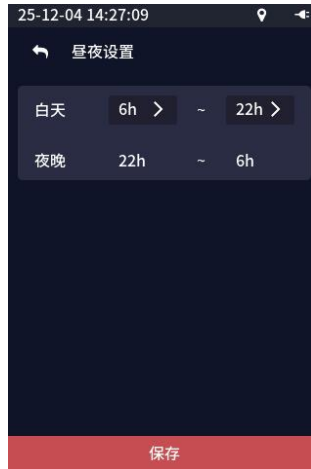 25-12-04 14:27:09
昼夜设置
白天 6h > ~ 22h >
夜晚 22h ~ 6h
保存